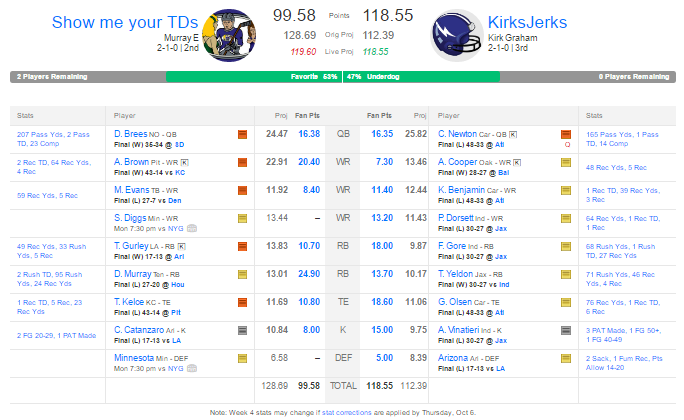 Show me your TDs 99.58 Points 118.55 KirksJerks
Murray E 128.69 Orig Proj 112.39 Kirk Graham
2-1-0 | 2nd 119.60 Live Proj 118.55 2-1-0 | 3rd
2 Players Remaining Favorite 53% 47% Underdog 0 Players Remaining
Stats Player Proj Fan Pts Fan Pts Proj Player Stats
207 Pass Yds, 2 Pass TD, 23 Comp D. Brees NO - QB 24.47 16.38 QB 16.35 25.82 C. Newton Car - QB K 165 Pass Yds, 1 Pass TD, 14 Comp
Final (W) 35-34 @ SD Final (L) 48-33 @ Atl Q
2 Rec TD, 64 Rec Yds, 4 Rec A. Brown Pit - WR K 22.91 20.40 WR 7.30 13.46 A. Cooper Oak - WR K 48 Rec Yds, 5 Rec
Final (W) 43-14 vs KC Final (W) 28-27 @ Bal
59 Rec Yds, 5 Rec M. Evans TB - WR 11.92 8.40 WR 11.40 12.44 K. Benjamin Car - WR 1 Rec TD, 39 Rec Yds, 3 Rec
Final (L) 27-7 vs Den Final (L) 48-33 @ Atl
S. Diggs Min - WR 13.44 – WR 13.20 11.43 P. Dorsett Ind - WR 64 Rec Yds, 1 Rec TD, 1 Rec
Mon 7:30 pm vs NYG Final (L) 30-27 @ Jax
49 Rec Yds, 33 Rush Yds, 5 Rec T. Gurley LA - RB K 13.83 10.70 RB 18.00 9.87 F. Gore Ind - RB 68 Rush Yds, 1 Rush TD, 27 Rec Yds
Final (W) 17-13 @ Ari Final (L) 30-27 @ Jax
2 Rush TD, 95 Rush Yds, 24 Rec Yds D. Murray Ten - RB 13.01 24.90 RB 13.70 10.17 T. Yeldon Jax - RB 71 Rush Yds, 46 Rec Yds, 4 Rec
Final (L) 27-20 @ Hou Final (W) 30-27 vs Ind
1 Rec TD, 5 Rec, 23 Rec Yds T. Kelce KC - TE 11.69 10.80 TE 18.60 11.06 G. Olsen Car - TE 76 Rec Yds, 1 Rec TD, 6 Rec
Final (L) 43-14 @ Pit Final (L) 48-33 @ Atl
2 FG 20-29, 1 PAT Made C. Catanzaro Ari - K 10.84 8.00 K 15.00 9.75 A. Vinatieri Ind - K 3 PAT Made, 1 FG 50+, 1 FG 40-49
Final (L) 17-13 vs LA Final (L) 30-27 @ Jax
Minnesota Min - DEF 6.58 – DEF 5.00 8.39 Arizona Ari - DEF 2 Sack, 1 Fum Rec, Pts Allow 14-20
Mon 7:30 pm vs NYG Final (L) 17-13 vs LA
128.69 99.58 TOTAL 118.55 112.39
Note: Week 4 stats may change if stat corrections are applied by Thursday, Oct 6.